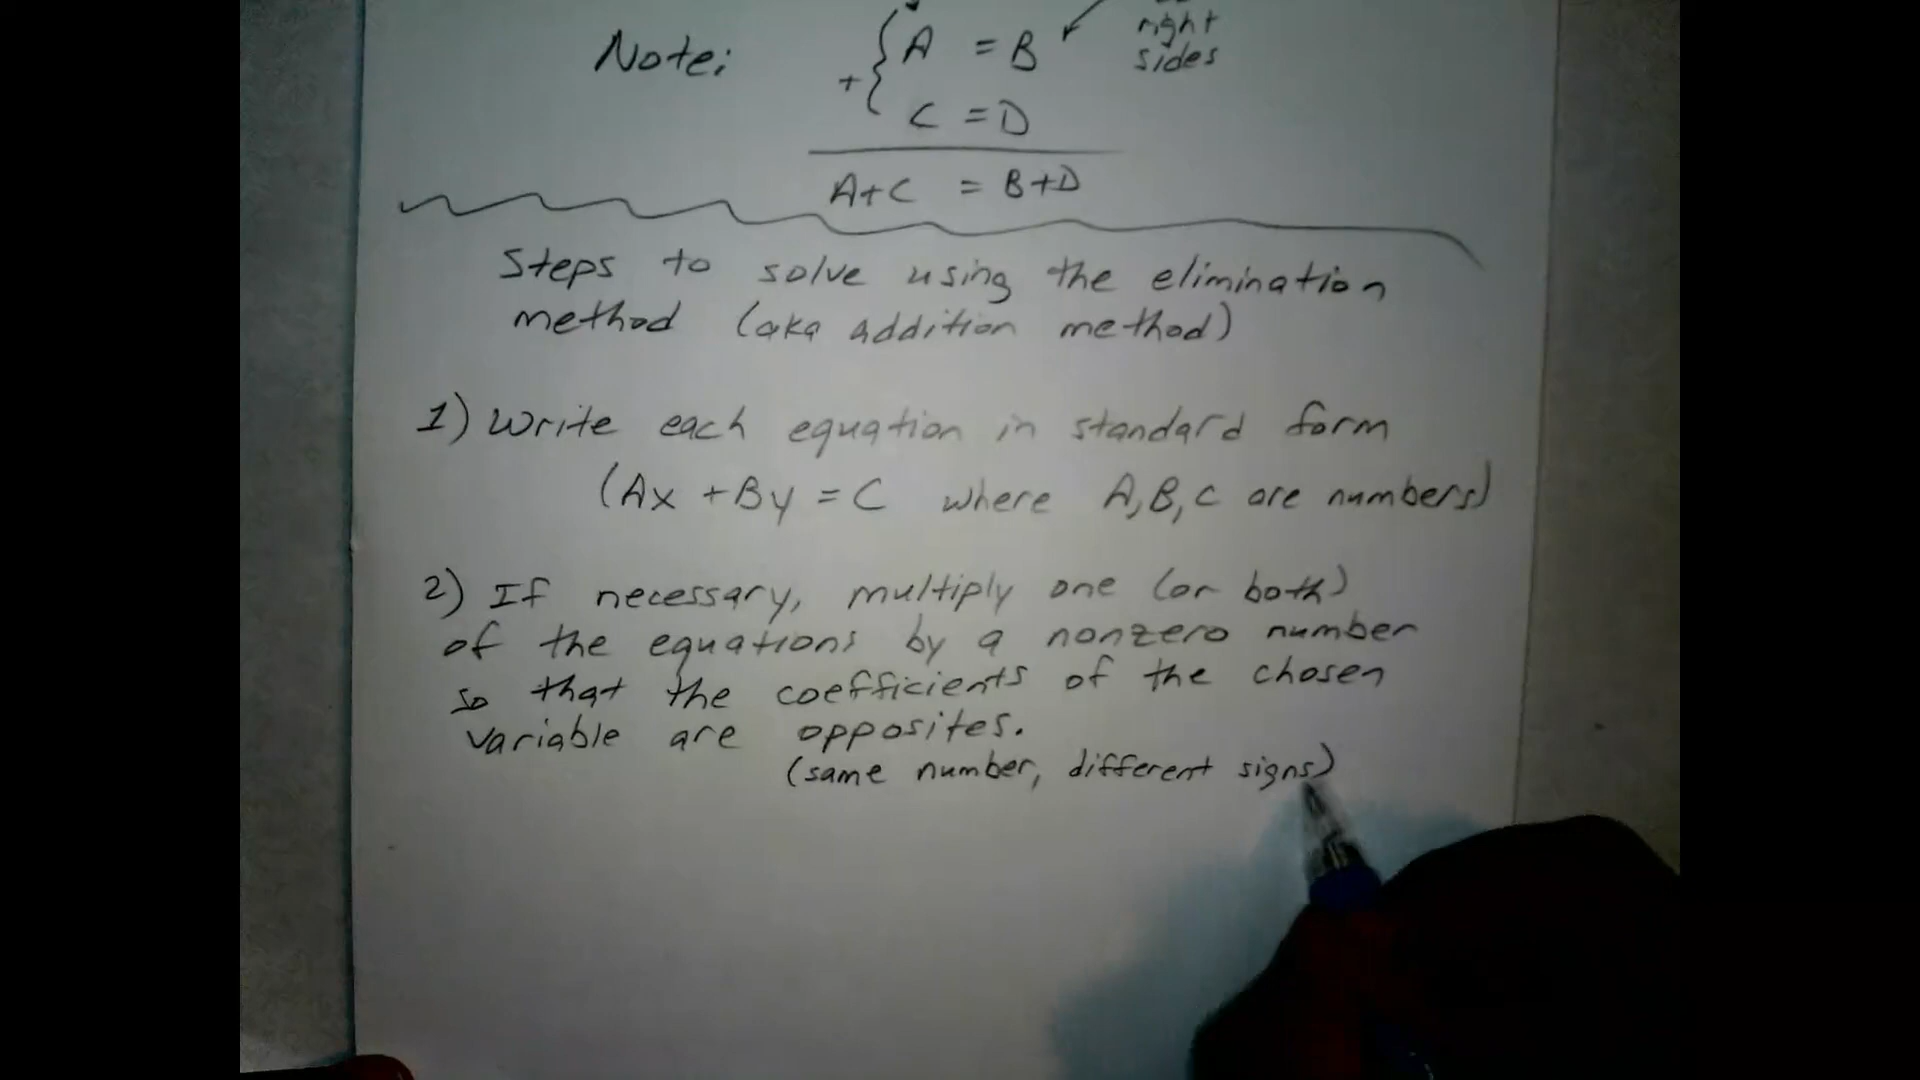 right
Note: { A = B sides
+
C = D
A+C = B+D
Steps to solve using the elimination
method (aka addition method)
1) Write each equation in standard form
(Ax + By = C where A, B, C are numbers)
2) If necessary, multiply one (or both)
of the equations by a nonzero number
so that the coefficients of the chosen
variable are opposites.
(same number, different signs)